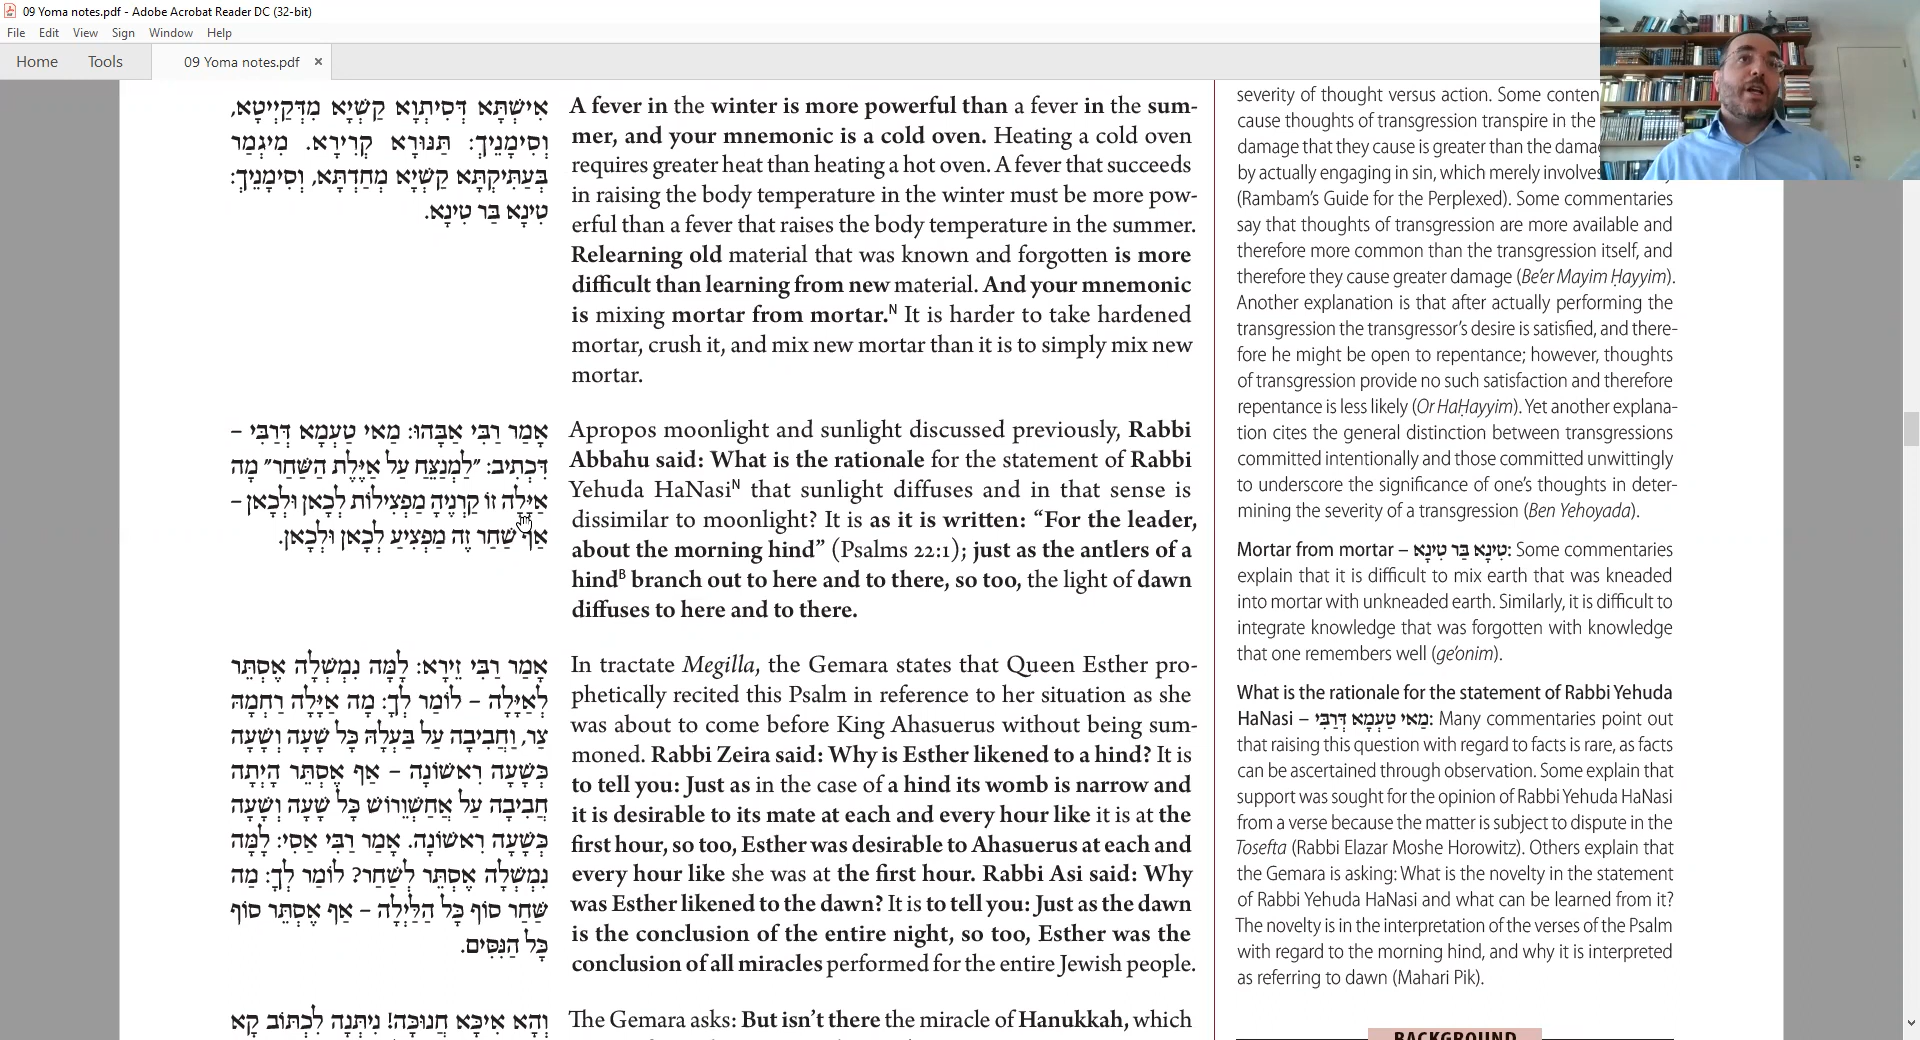 09 Yoma notes.pdf - Adobe Acrobat Reader DC (32-bit)
File Edit View Sign Window Help
Home Tools 09 Yoma notes.pdf ×
אִישָּׁתָא דְּסִיתְוָא קַשְׁיָא מִדְּקַיְיטָא,
וְסִימָנֵיךְ: תַּנּוּרָא קְרִירָא. מִיגְמַר
בְּעַתִּיקְתָּא קַשְׁיָא מֵחֲדַתָּא, וְסִימָנֵיךְ:
טִינָא בַּר טִינָא.
A fever in the winter is more powerful than a fever in the sum-
mer, and your mnemonic is a cold oven. Heating a cold oven
requires greater heat than heating a hot oven. A fever that succeeds
in raising the body temperature in the winter must be more pow-
erful than a fever that raises the body temperature in the summer.
Relearning old material that was known and forgotten is more
difficult than learning from new material. And your mnemonic
is mixing mortar from mortar.N It is harder to take hardened
mortar, crush it, and mix new mortar than it is to simply mix new
mortar.
אָמַר רַבִּי אַבָּהוּ: מַאי טַעְמָא דְּרַבִּי –
דִּכְתִיב: ״לַמְנַצֵּחַ עַל אַיֶּלֶת הַשַּׁחַר״ מָה
אַיָּלָה זוֹ קַרְנֶיהָ מַפְצִילוֹת לְכָאן וּלְכָאן –
אַף שַׁחַר זֶה מַפְצִיעַ לְכָאן וּלְכָאן.
Apropos moonlight and sunlight discussed previously, Rabbi
Abbahu said: What is the rationale for the statement of Rabbi
Yehuda HaNasiN that sunlight diffuses and in that sense is
dissimilar to moonlight? It is as it is written: “For the leader,
about the morning hind” (Psalms 22:1); just as the antlers of a
hindB branch out to here and to there, so too, the light of dawn
diffuses to here and to there.
אָמַר רַבִּי זֵירָא: לָמָּה נִמְשְׁלָה אֶסְתֵּר
לְאַיָּלָה – לוֹמַר לָךְ: מָה אַיָּלָה רַחְמָהּ
צַר, וַחֲבִיבָה עַל בַּעְלָהּ כָּל שָׁעָה וְשָׁעָה
כְּשָׁעָה רִאשׁוֹנָה – אַף אֶסְתֵּר הָיְתָה
חֲבִיבָה עַל אֲחַשְׁוֵרוֹשׁ כָּל שָׁעָה וְשָׁעָה
כְּשָׁעָה רִאשׁוֹנָה. אָמַר רַבִּי אַסִי: לָמָּה
נִמְשְׁלָה אֶסְתֵּר לְשַׁחַר? לוֹמַר לָךְ: מַה
שַּׁחַר סוֹף כָּל הַלַּיְלָה – אַף אֶסְתֵּר סוֹף
כָּל הַנִּסִּים.
In tractate Megilla, the Gemara states that Queen Esther pro-
phetically recited this Psalm in reference to her situation as she
was about to come before King Ahasuerus without being sum-
moned. Rabbi Zeira said: Why is Esther likened to a hind? It is
to tell you: Just as in the case of a hind its womb is narrow and
it is desirable to its mate at each and every hour like it is at the
first hour, so too, Esther was desirable to Ahasuerus at each and
every hour like she was at the first hour. Rabbi Asi said: Why
was Esther likened to the dawn? It is to tell you: Just as the dawn
is the conclusion of the entire night, so too, Esther was the
conclusion of all miracles performed for the entire Jewish people.
וְהָא אִיכָּא חֲנוּכָּה! נִיתְּנָה לִכְתּוֹב קָא
The Gemara asks: But isn’t there the miracle of Hanukkah, which
severity of thought versus action. Some conten
cause thoughts of transgression transpire in the
damage that they cause is greater than the dama
by actually engaging in sin, which merely involves
(Rambam’s Guide for the Perplexed). Some commentaries
say that thoughts of transgression are more available and
therefore more common than the transgression itself, and
therefore they cause greater damage (Be’er Mayim Ḥayyim).
Another explanation is that after actually performing the
transgression the transgressor’s desire is satisfied, and there-
fore he might be open to repentance; however, thoughts
of transgression provide no such satisfaction and therefore
repentance is less likely (Or HaḤayyim). Yet another explana-
tion cites the general distinction between transgressions
committed intentionally and those committed unwittingly
to underscore the significance of one’s thoughts in deter-
mining the severity of a transgression (Ben Yehoyada).
Mortar from mortar – טִינָא בַּר טִינָא: Some commentaries
explain that it is difficult to mix earth that was kneaded
into mortar with unkneaded earth. Similarly, it is difficult to
integrate knowledge that was forgotten with knowledge
that one remembers well (ge’onim).
What is the rationale for the statement of Rabbi Yehuda
HaNasi – מַאי טַעְמָא דְּרַבִּי: Many commentaries point out
that raising this question with regard to facts is rare, as facts
can be ascertained through observation. Some explain that
support was sought for the opinion of Rabbi Yehuda HaNasi
from a verse because the matter is subject to dispute in the
Tosefta (Rabbi Elazar Moshe Horowitz). Others explain that
the Gemara is asking: What is the novelty in the statement
of Rabbi Yehuda HaNasi and what can be learned from it?
The novelty is in the interpretation of the verses of the Psalm
with regard to the morning hind, and why it is interpreted
as referring to dawn (Mahari Pik).
BACKGROUND